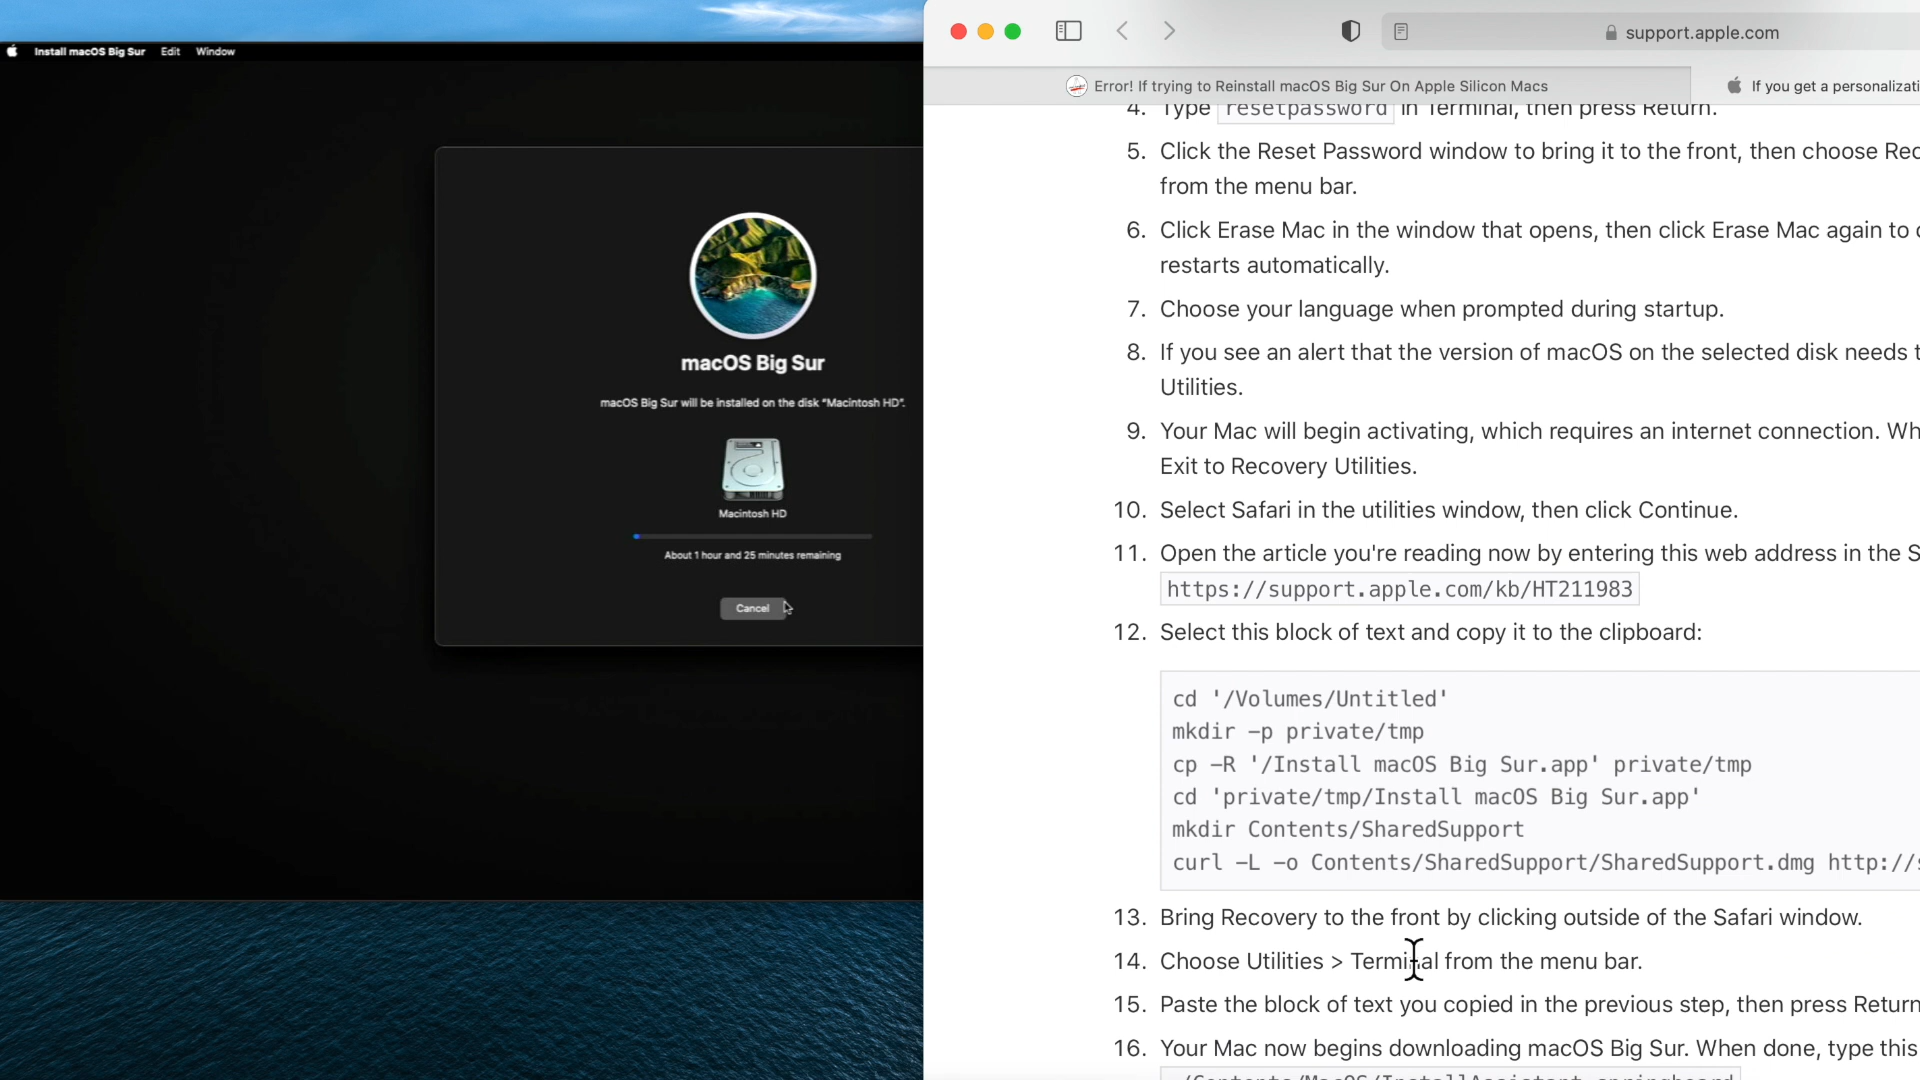 Install macOS Big Sur Edit Window
macOS Big Sur
macOS Big Sur will be installed on the disk “Macintosh HD”.
Macintosh HD
About 1 hour and 25 minutes remaining
Cancel
support.apple.com
Error! If trying to Reinstall macOS Big Sur On Apple Silicon Macs
If you get a personalizati
4. Type resetpassword in Terminal, then press Return.
5. Click the Reset Password window to bring it to the front, then choose Rec
from the menu bar.
6. Click Erase Mac in the window that opens, then click Erase Mac again to
restarts automatically.
7. Choose your language when prompted during startup.
8. If you see an alert that the version of macOS on the selected disk needs t
Utilities.
9. Your Mac will begin activating, which requires an internet connection. Wh
Exit to Recovery Utilities.
10. Select Safari in the utilities window, then click Continue.
11. Open the article you're reading now by entering this web address in the S
https://support.apple.com/kb/HT211983
12. Select this block of text and copy it to the clipboard:
cd '/Volumes/Untitled'
mkdir -p private/tmp
cp -R '/Install macOS Big Sur.app' private/tmp
cd 'private/tmp/Install macOS Big Sur.app'
mkdir Contents/SharedSupport
curl -L -o Contents/SharedSupport/SharedSupport.dmg http://s
13. Bring Recovery to the front by clicking outside of the Safari window.
14. Choose Utilities > Terminal from the menu bar.
15. Paste the block of text you copied in the previous step, then press Return
16. Your Mac now begins downloading macOS Big Sur. When done, type this
./Contents/MacOS/InstallAssistant_springboard